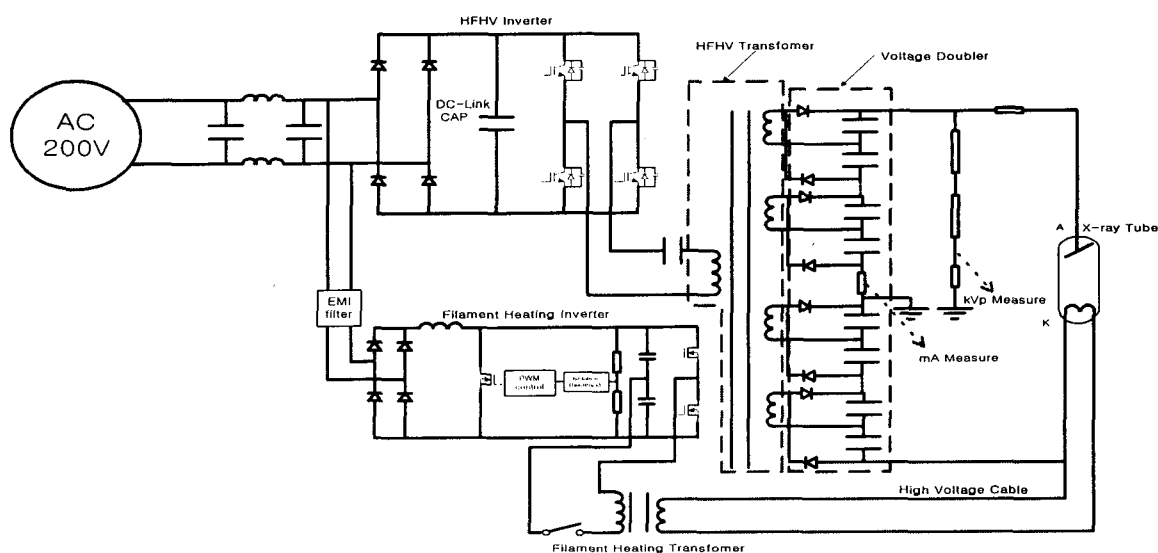 HFHV Inverter
HFHV Transfomer
Voltage Doubler
AC
200V
DC-Link
CAP
A
X-ray Tube
K
kVp Measure
mA Measure
EMI
filter
Filament Heating Inverter
PWM
control
High Voltage Cable
Filament Heating Transfomer